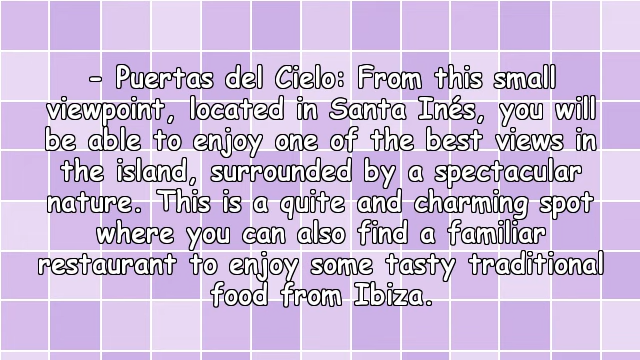 - Puertas del Cielo: From this small
viewpoint, located in Santa Inés, you will
be able to enjoy one of the best views in
the island, surrounded by a spectacular
nature. This is a quite and charming spot
where you can also find a familiar
restaurant to enjoy some tasty traditional
food from Ibiza.